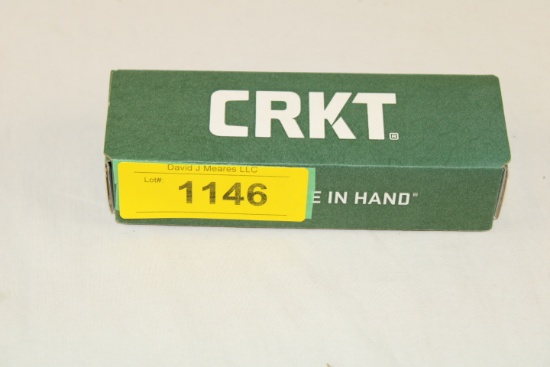 CRKT®
David J Meares LLC
Lot#:
1146
E IN HAND"